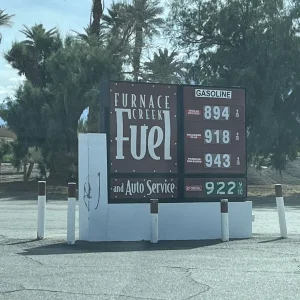 FURNACE
CREEK
Fuel
and AUTO SERVICE
GASOLINE
894
918
943
922